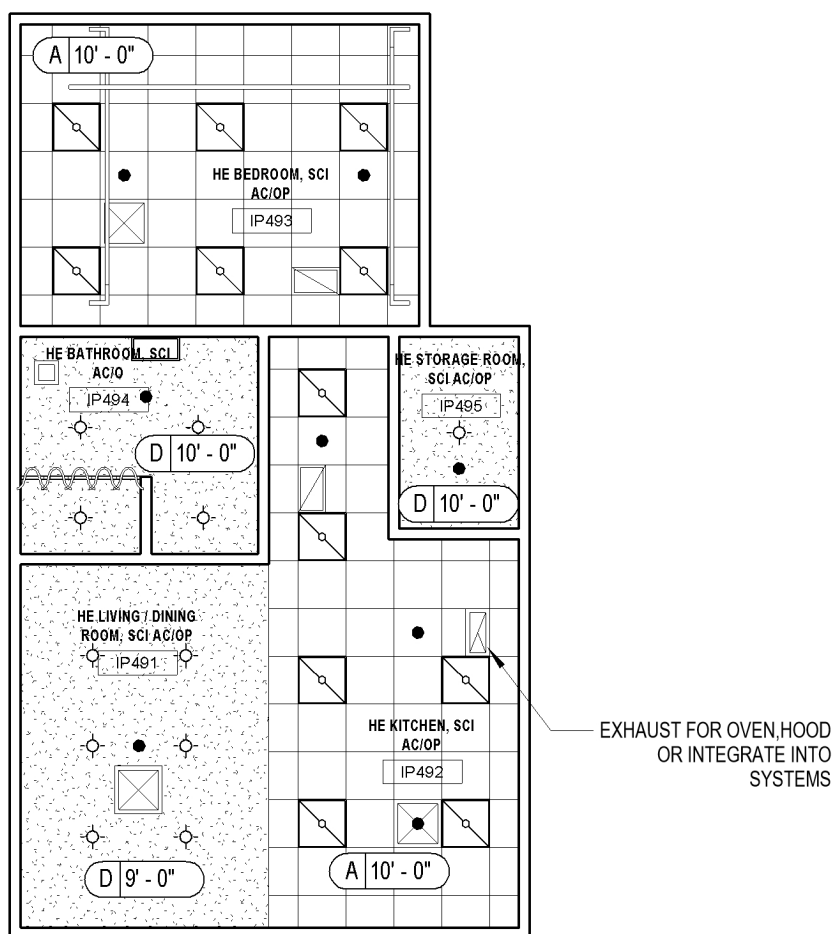 A 10' - 0"
HE BEDROOM, SCI
AC/OP
IP493
HE BATHROOM, SCI
AC/O
IP494
D 10' - 0"
HE STORAGE ROOM,
SCI AC/OP
IP495
D 10' - 0"
HE LIVING / DINING
ROOM, SCI AC/OP
IP491
HE KITCHEN, SCI
AC/OP
IP492
EXHAUST FOR OVEN,HOOD
OR INTEGRATE INTO
SYSTEMS
D 9' - 0"
A 10' - 0"